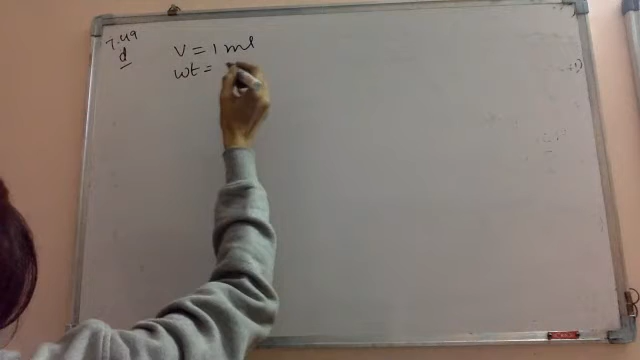 7.49
d
V = 1 ml
wt =